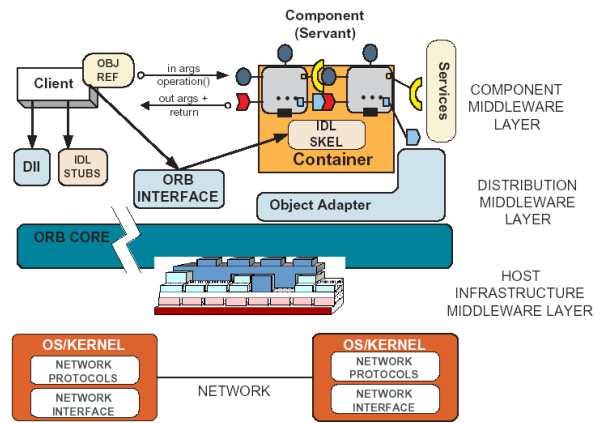 Component
(Servant)
OBJ
REF
Client
in args
operation()
out args +
return
Services
COMPONENT
MIDDLEWARE
LAYER
DII
IDL
STUBS
IDL
SKEL
Container
ORB
INTERFACE
Object Adapter
DISTRIBUTION
MIDDLEWARE
LAYER
ORB CORE
HOST
INFRASTRUCTURE
MIDDLEWARE LAYER
OS/KERNEL
NETWORK
PROTOCOLS
NETWORK
INTERFACE
NETWORK
OS/KERNEL
NETWORK
PROTOCOLS
NETWORK
INTERFACE